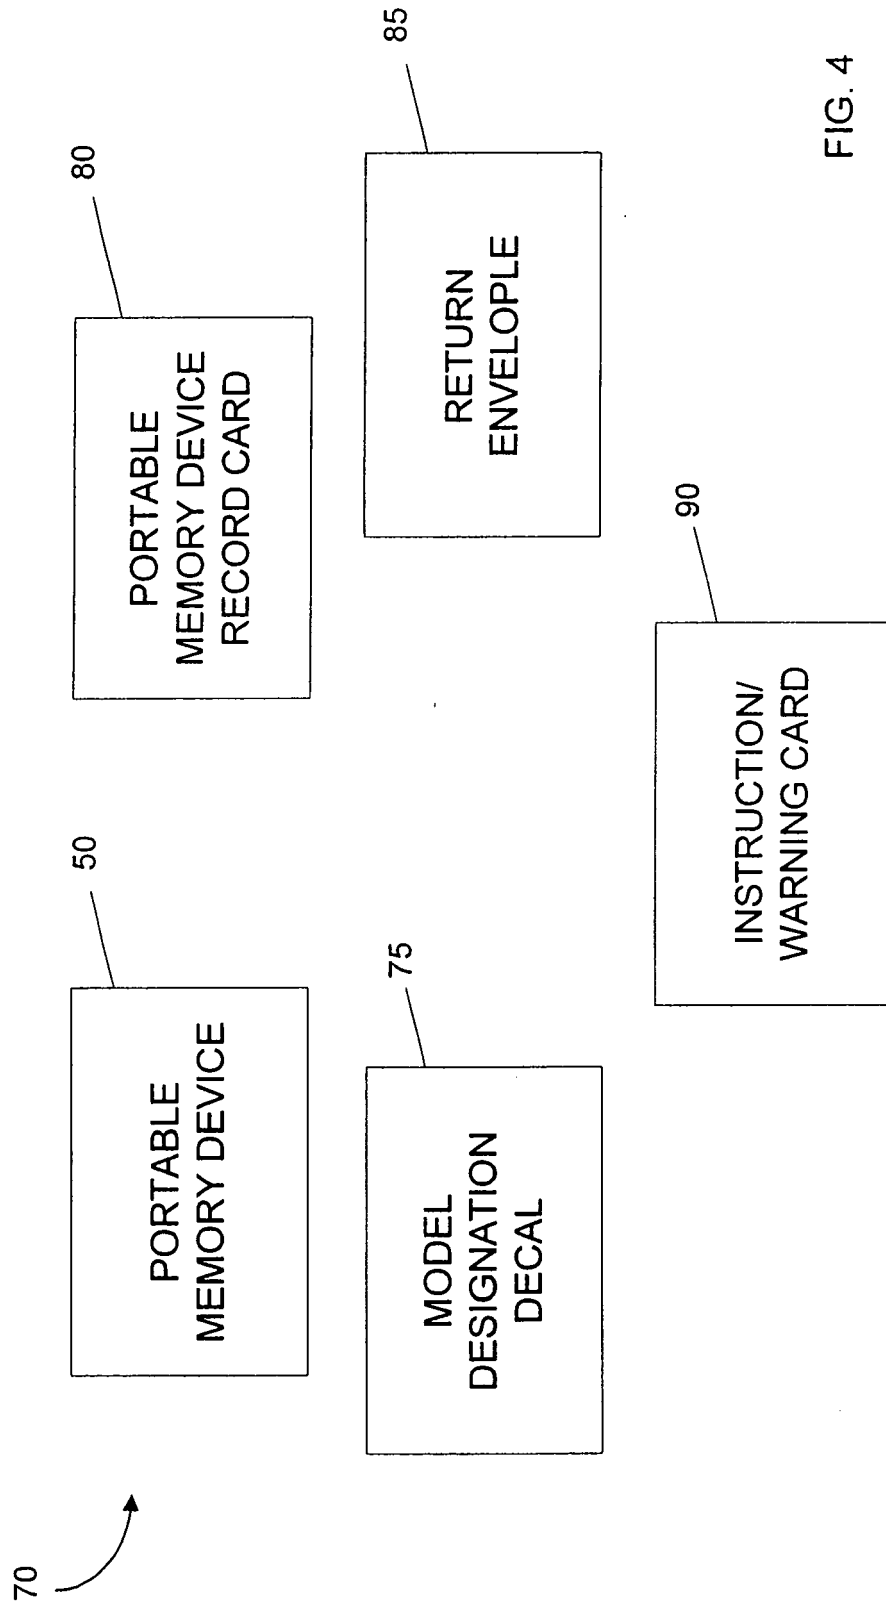 70
50
PORTABLE
MEMORY DEVICE
80
PORTABLE
MEMORY DEVICE
RECORD CARD
75
MODEL
DESIGNATION
DECAL
85
RETURN
ENVELOPLE
90
INSTRUCTION/
WARNING CARD
FIG. 4